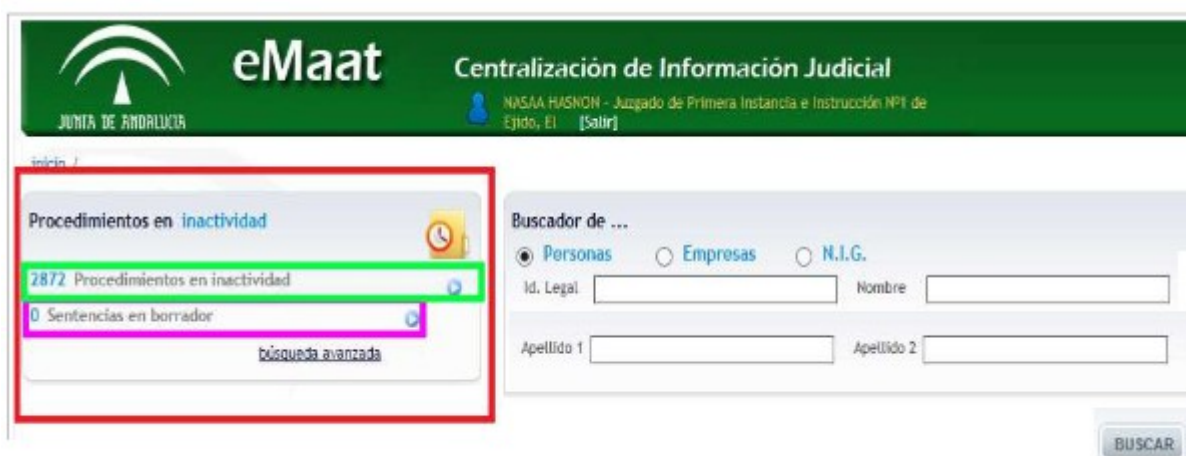 eMaat
Centralización de Información Judicial
JUNTA DE ANDALUCIA
NASAA HASNON - Juzgado de Primera Instancia e Instrucción Nº1 de
Ejido, El [Salir]
inicio /
Procedimientos en inactividad
2872 Procedimientos en inactividad
0 Sentencias en borrador
búsqueda avanzada
Buscador de ...
Personas Empresas N.I.G.
Id. Legal Nombre
Apellido 1 Apellido 2
BUSCAR